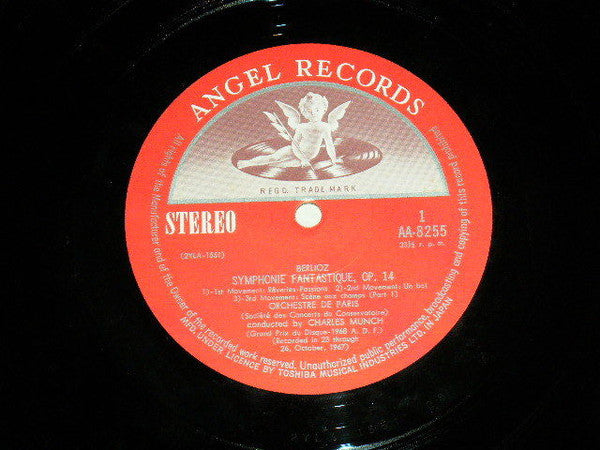 ANGEL RECORDS
REGD. TRADE MARK
STEREO
1
AA-8255
33⅓ r. p. m.
(2YLA-1551)
BERLIOZ
SYMPHONIE FANTASTIQUE, OP. 14
1)-1st Movement: Rêveries-Passions 2)-2nd Movement: Un bal
3)-3rd Movement: Scène aux champs (Part 1)
ORCHESTRE DE PARIS
(Société des Concerts du Conservatoire)
conducted by CHARLES MUNCH
(Grand Prix du Disque-1968 A. D. F.)
(Recorded in 23 through
26, October, 1967)
All rights of the Manufacturer and of the owner of the recorded work reserved. Unauthorized public performance, broadcasting and copying of this record prohibited
MFD. UNDER LICENCE BY TOSHIBA MUSICAL INDUSTRIES LTD. IN JAPAN